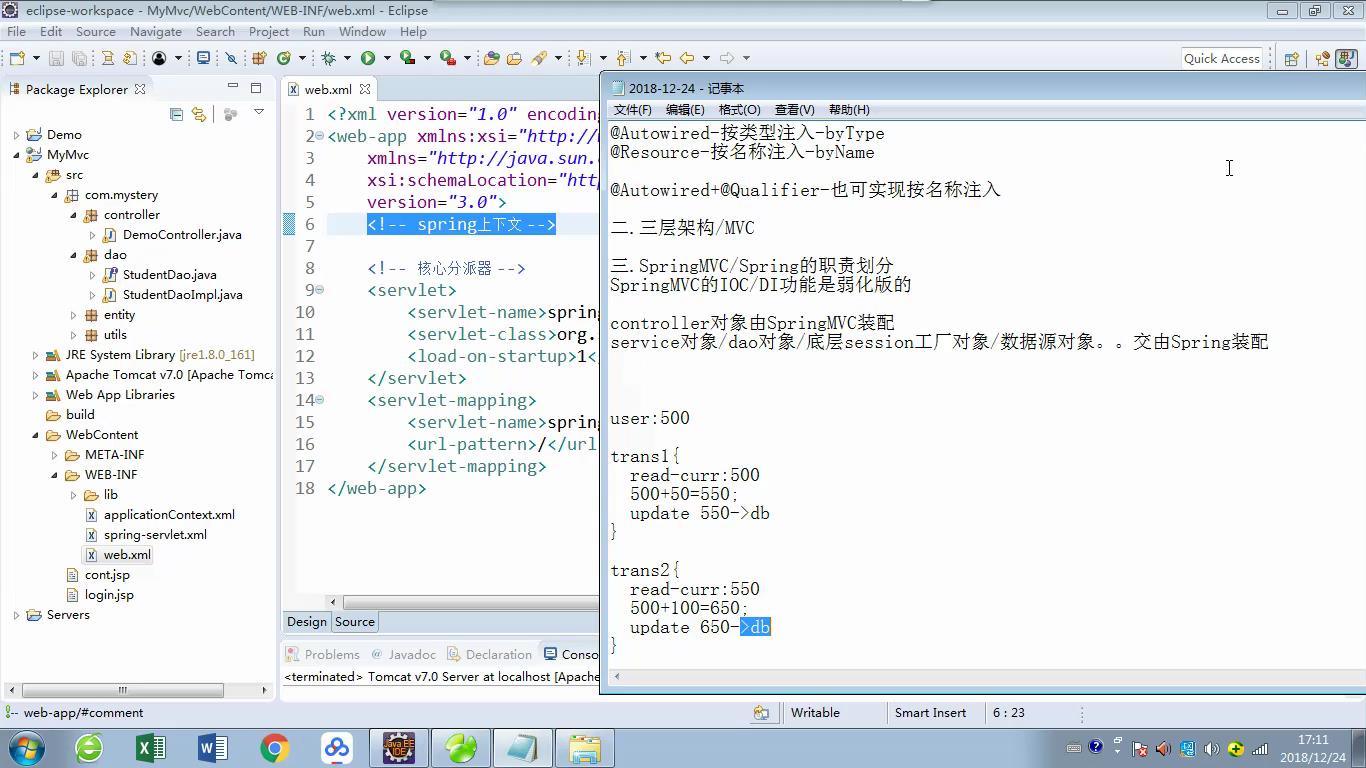 eclipse-workspace - MyMvc/WebContent/WEB-INF/web.xml - Eclipse
File Edit Source Navigate Search Project Run Window Help
Quick Access
Package Explorer
Demo
MyMvc
src
com.mystery
controller
DemoController.java
dao
StudentDao.java
StudentDaoImpl.java
entity
utils
JRE System Library [jre1.8.0_161]
Apache Tomcat v7.0 [Apache Tomca
Web App Libraries
build
WebContent
META-INF
WEB-INF
lib
applicationContext.xml
spring-servlet.xml
web.xml
cont.jsp
login.jsp
Servers
web.xml
1 <?xml version="1.0" encoding
2 <web-app xmlns:xsi="http://
3 xmlns="http://java.sun.
4 xsi:schemaLocation="htt
5 version="3.0">
6 <!-- spring上下文 -->
7
8 <!-- 核心分派器 -->
9 <servlet>
10 <servlet-name>spring
11 <servlet-class>org.
12 <load-on-startup>1<
13 </servlet>
14 <servlet-mapping>
15 <servlet-name>spring
16 <url-pattern>/</url
17 </servlet-mapping>
18 </web-app>
Design Source
Problems @ Javadoc Declaration Conso
<terminated> Tomcat v7.0 Server at localhost [Apache
2018-12-24 - 记事本
文件(F) 编辑(E) 格式(O) 查看(V) 帮助(H)
@Autowired-按类型注入-byType
@Resource-按名称注入-byName
@Autowired+@Qualifier-也可实现按名称注入
二.三层架构/MVC
三.SpringMVC/Spring的职责划分
SpringMVC的IOC/DI功能是弱化版的
controller对象由SpringMVC装配
service对象/dao对象/底层session工厂对象/数据源对象。。交由Spring装配
user:500
trans1{
read-curr:500
500+50=550;
update 550->db
}
trans2{
read-curr:550
500+100=650;
update 650->db
}
web-app/#comment
Writable
Smart Insert
6 : 23
17:11
2018/12/24